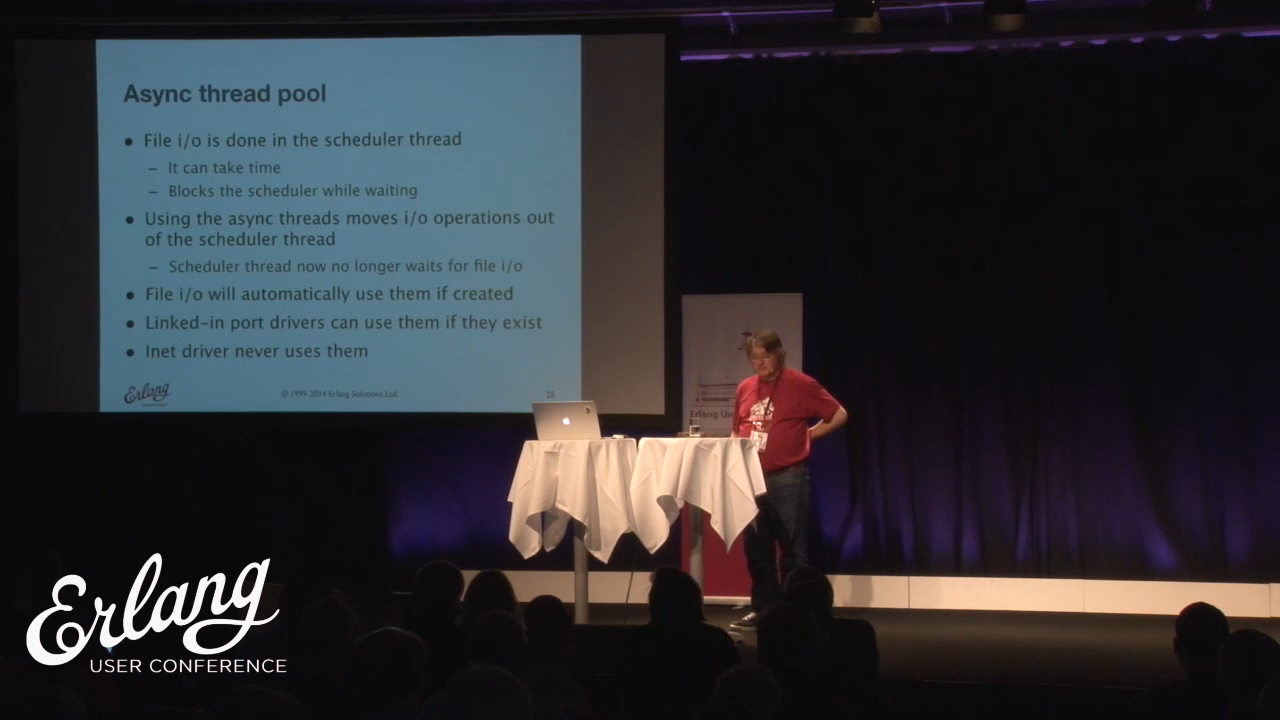 Async thread pool
• File i/o is done in the scheduler thread
– It can take time
– Blocks the scheduler while waiting
• Using the async threads moves i/o operations out
of the scheduler thread
– Scheduler thread now no longer waits for file i/o
• File i/o will automatically use them if created
• Linked-in port drivers can use them if they exist
• Inet driver never uses them
Erlang
© 1999-2014 Erlang Solutions Ltd
25
Erlang
Erlang
USER CONFERENCE